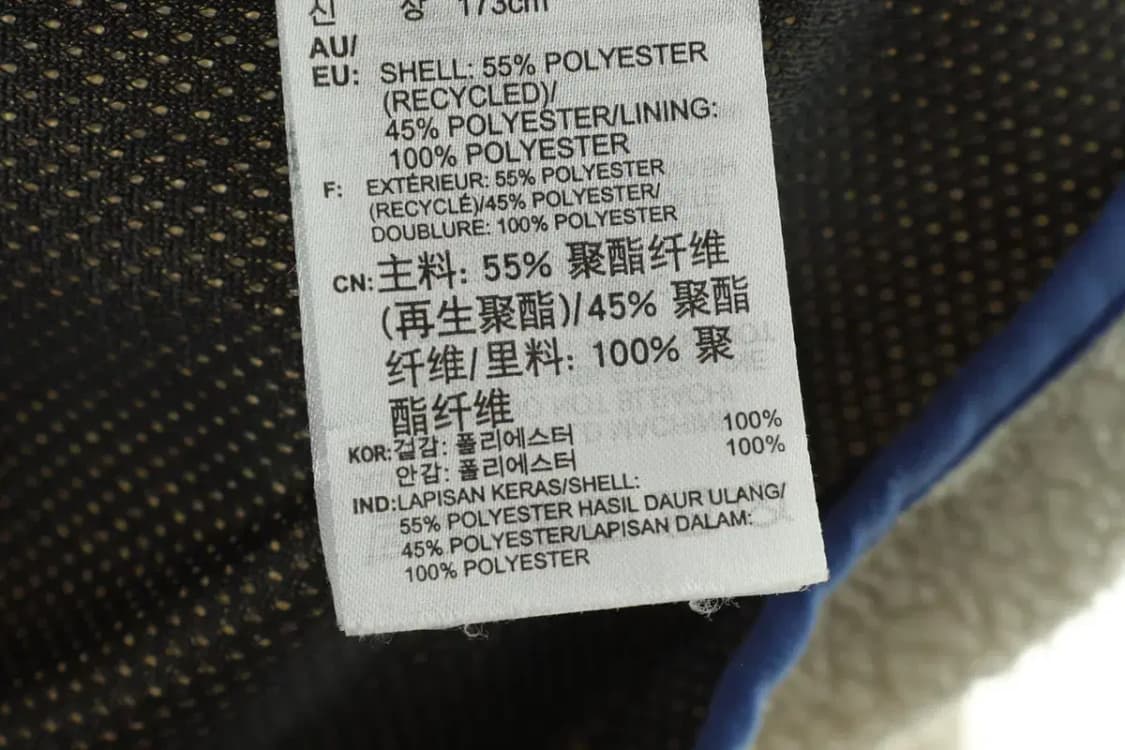 신 장 173cm
AU/
EU: SHELL: 55% POLYESTER
(RECYCLED)/
45% POLYESTER/LINING:
100% POLYESTER
F: EXTÉRIEUR: 55% POLYESTER
(RECYCLÉ)/45% POLYESTER/
DOUBLURE: 100% POLYESTER
CN: 主料: 55% 聚酯纤维
(再生聚酯)/45% 聚酯
纤维/里料: 100% 聚
酯纤维
KOR: 겉감: 폴리에스터 100%
안감: 폴리에스터 100%
IND: LAPISAN KERAS/SHELL:
55% POLYESTER HASIL DAUR ULANG/
45% POLYESTER/LAPISAN DALAM:
100% POLYESTER